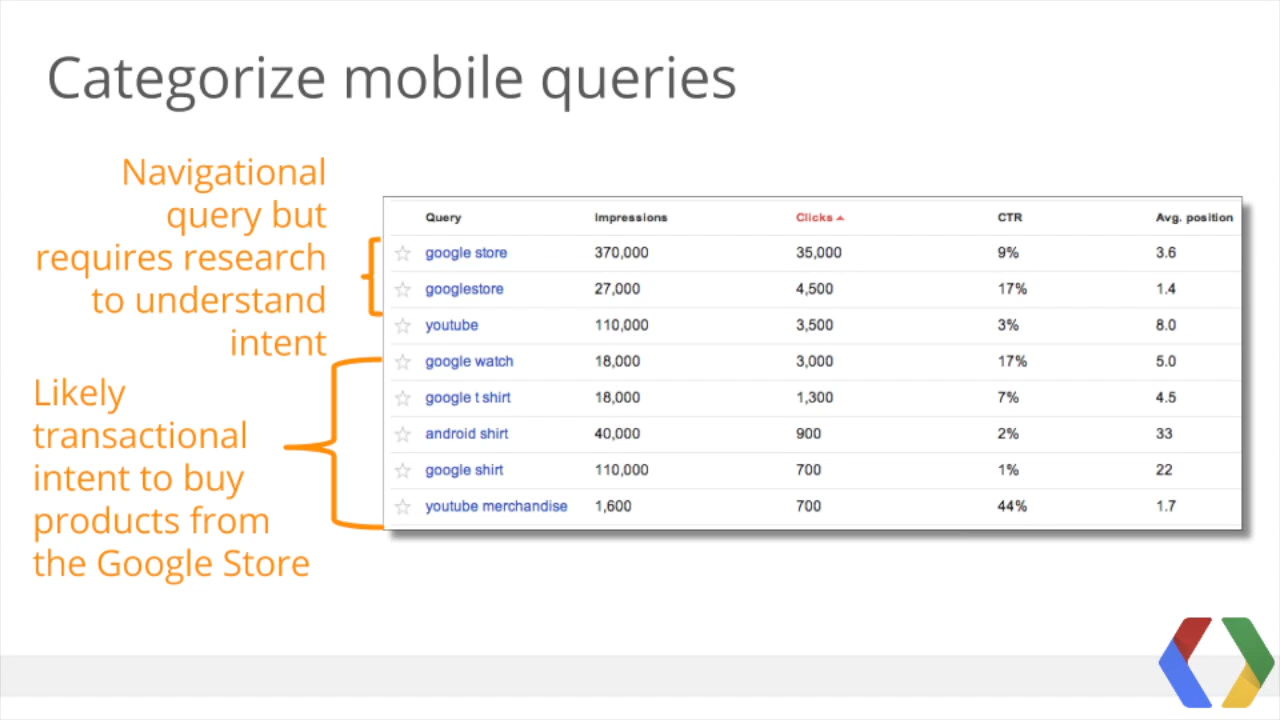 Categorize mobile queries
Navigational
query but
requires research
to understand
intent
Likely
transactional
intent to buy
products from
the Google Store
Query Impressions Clicks CTR Avg. position
google store 370,000 35,000 9% 3.6
googlestore 27,000 4,500 17% 1.4
youtube 110,000 3,500 3% 8.0
google watch 18,000 3,000 17% 5.0
google t shirt 18,000 1,300 7% 4.5
android shirt 40,000 900 2% 33
google shirt 110,000 700 1% 22
youtube merchandise 1,600 700 44% 1.7